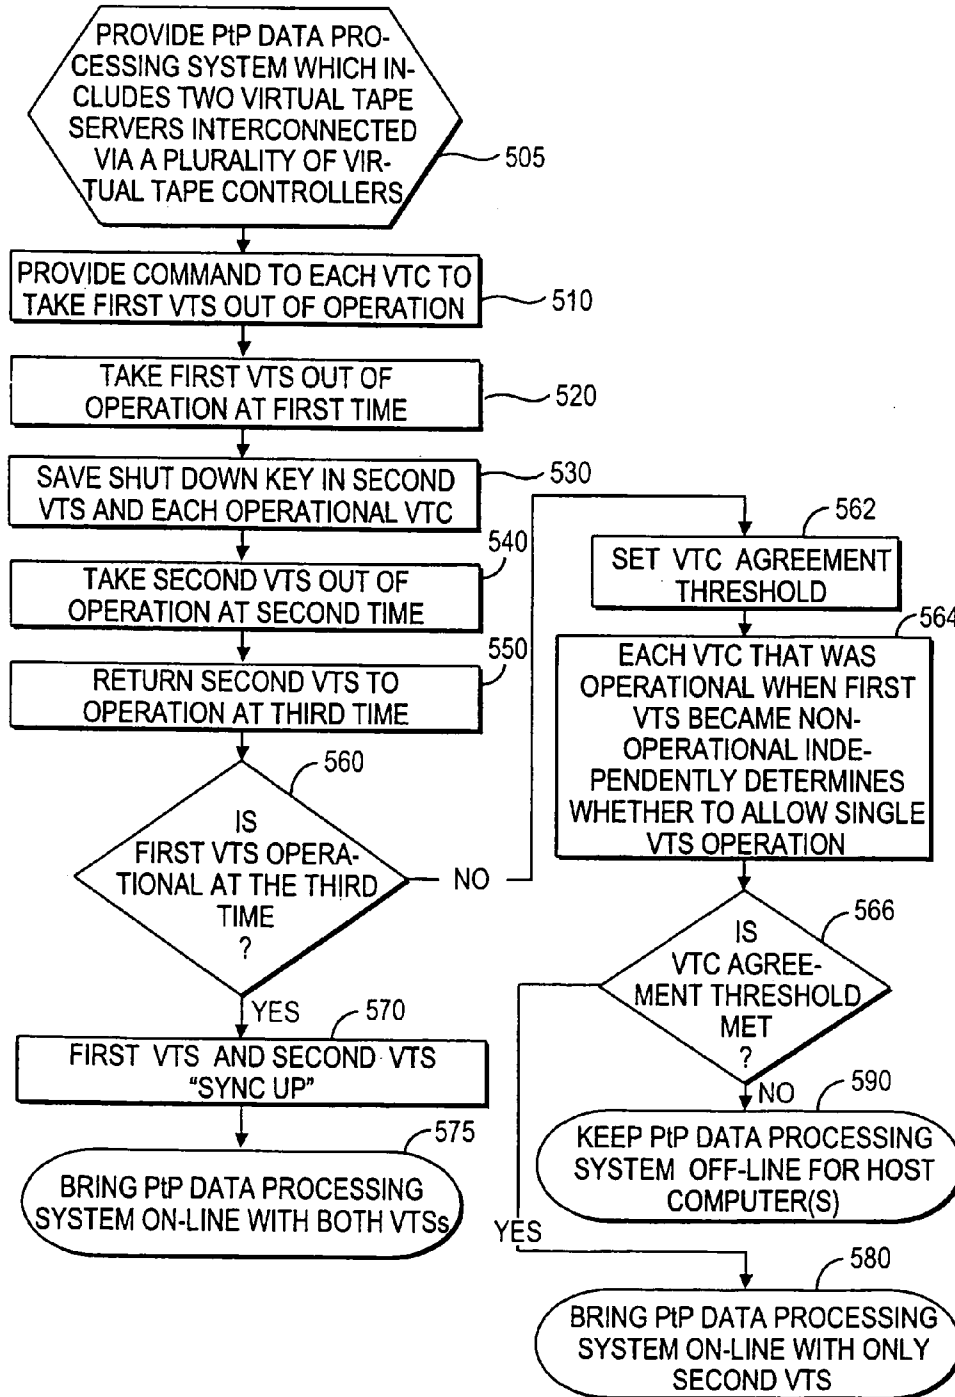 PROVIDE PtP DATA PRO-
CESSING SYSTEM WHICH IN-
CLUDES TWO VIRTUAL TAPE
SERVERS INTERCONNECTED
VIA A PLURALITY OF VIR-
TUAL TAPE CONTROLLERS
505
PROVIDE COMMAND TO EACH VTC TO
TAKE FIRST VTS OUT OF OPERATION
510
TAKE FIRST VTS OUT OF
OPERATION AT FIRST TIME
520
SAVE SHUT DOWN KEY IN SECOND
VTS AND EACH OPERATIONAL VTC
530
TAKE SECOND VTS OUT OF
OPERATION AT SECOND TIME
540
RETURN SECOND VTS TO
OPERATION AT THIRD TIME
550
IS
FIRST VTS OPERA-
TIONAL AT THE THIRD
TIME
?
560
NO
YES
FIRST VTS AND SECOND VTS
“SYNC UP”
570
BRING PtP DATA PROCESSING
SYSTEM ON-LINE WITH BOTH VTSs
575
SET VTC AGREEMENT
THRESHOLD
562
EACH VTC THAT WAS
OPERATIONAL WHEN FIRST
VTS BECAME NON-
OPERATIONAL INDE-
PENDENTLY DETERMINES
WHETHER TO ALLOW SINGLE
VTS OPERATION
564
IS
VTC AGREE-
MENT THRESHOLD
MET
?
566
NO
KEEP PtP DATA PROCESSING
SYSTEM OFF-LINE FOR HOST
COMPUTER(S)
590
YES
BRING PtP DATA PROCESSING
SYSTEM ON-LINE WITH ONLY
SECOND VTS
580